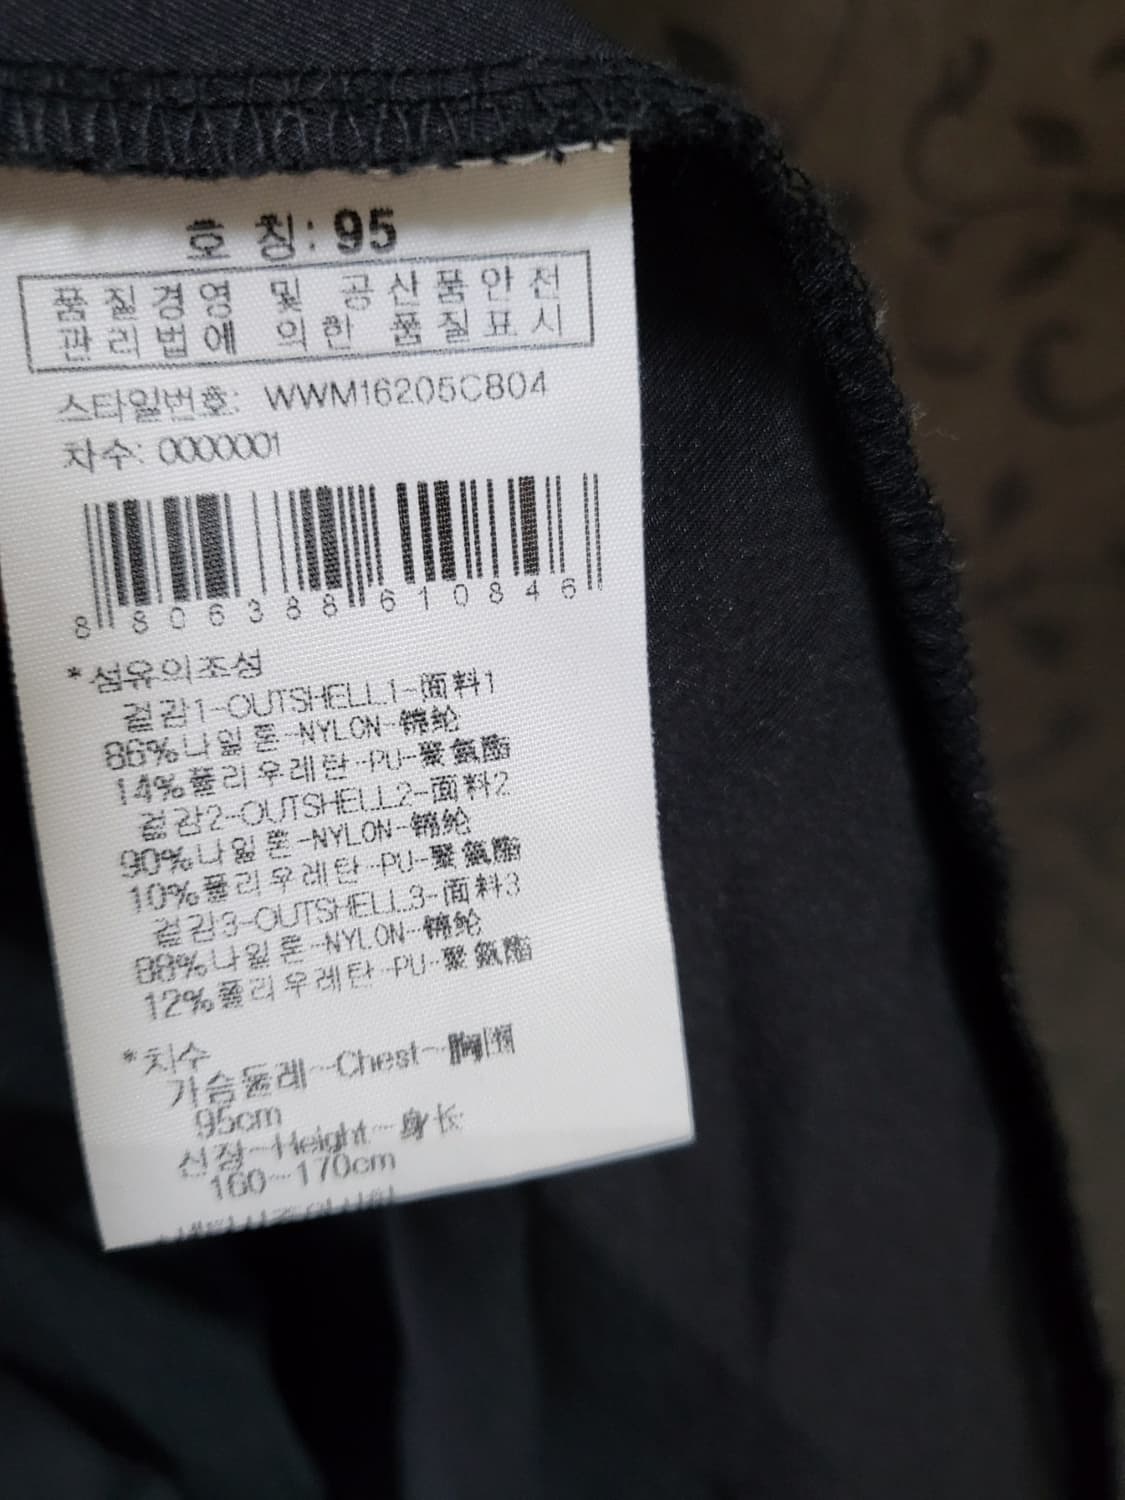 호 칭: 95
품질경영 및 공산품안전
관리법에 의한 품질표시
스타일번호: WWM16205C804
차수: 0000001
8 806388 610846
*섬유의조성
겉감1-OUTSHELL1-面料1
86%나일론-NYLON-锦纶
14%폴리우레탄-PU-聚氨酯
겉감2-OUTSHELL2-面料2
90%나일론-NYLON-锦纶
10%폴리우레탄-PU-聚氨酯
겉감3-OUTSHELL3-面料3
88%나일론-NYLON-锦纶
12%폴리우레탄-PU-聚氨酯
*치수
가슴둘레-Chest-胸围
95cm
신장-Height-身长
160-170cm